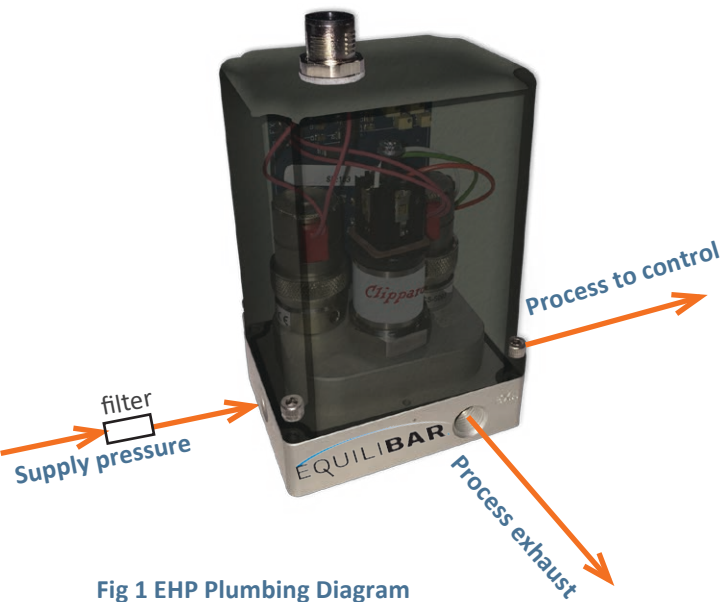 Clippard
Process to control
filter
Supply pressure
EQUILIBAR
Process exhaust
Fig 1 EHP Plumbing Diagram